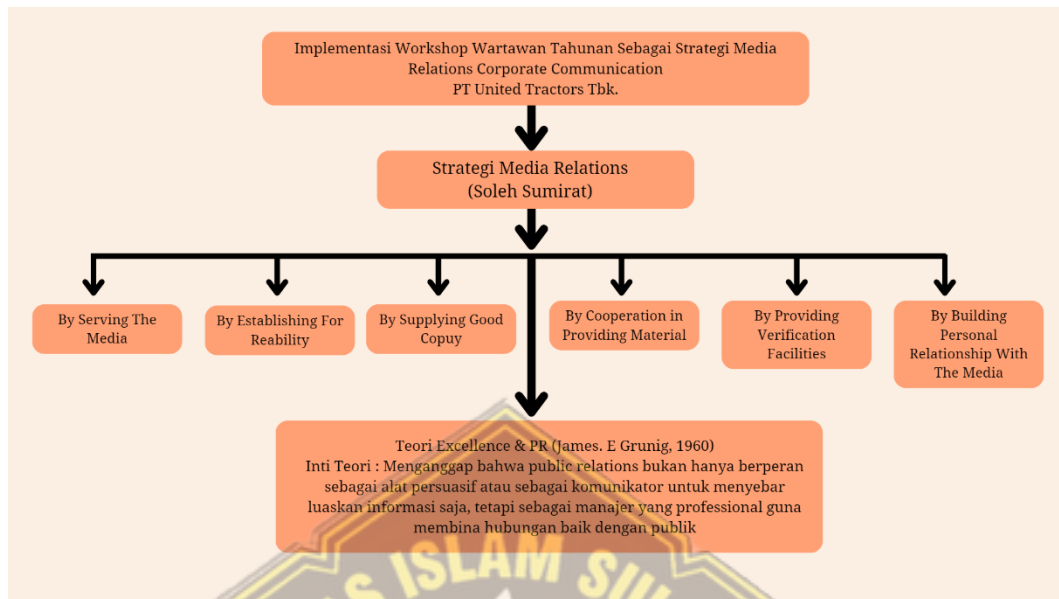 Implementasi Workshop Wartawan Tahunan Sebagai Strategi Media
Relations Corporate Communication
PT United Tractors Tbk.
Strategi Media Relations
(Soleh Sumirat)
By Serving The
Media
By Establishing For
Reability
By Supplying Good
Copuy
By Cooperation in
Providing Material
By Providing
Verification
Facilities
By Building
Personal
Relationship With
The Media
Teori Excellence & PR (James. E Grunig, 1960)
Inti Teori : Menganggap bahwa public relations bukan hanya berperan
sebagai alat persuasif atau sebagai komunikator untuk menyebar
luaskan informasi saja, tetapi sebagai manajer yang professional guna
membina hubungan baik dengan publik
ISLAM